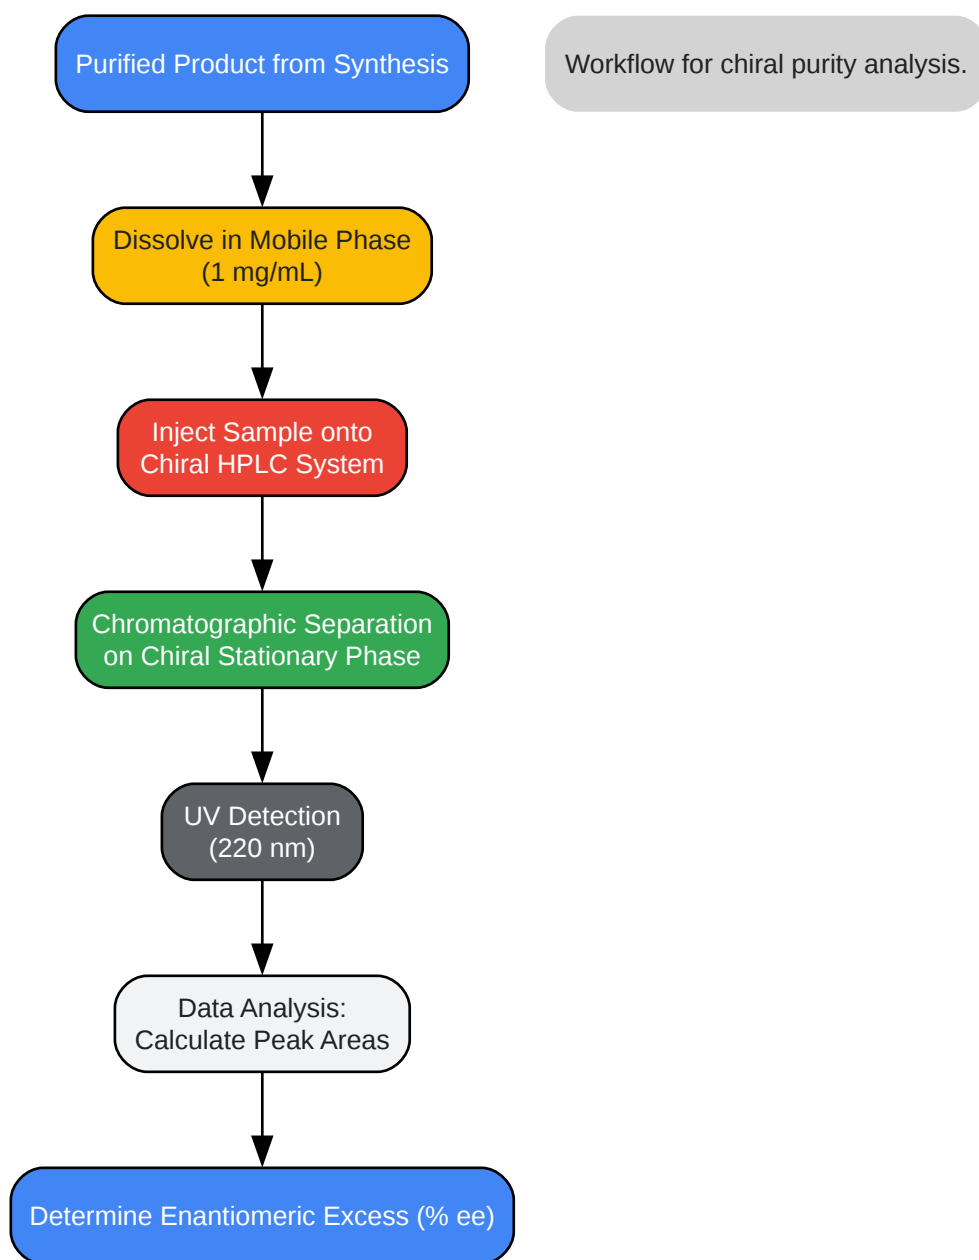 Purified Product from Synthesis
Workflow for chiral purity analysis.
Dissolve in Mobile Phase
(1 mg/mL)
Inject Sample onto
Chiral HPLC System
Chromatographic Separation
on Chiral Stationary Phase
UV Detection
(220 nm)
Data Analysis:
Calculate Peak Areas
Determine Enantiomeric Excess (% ee)